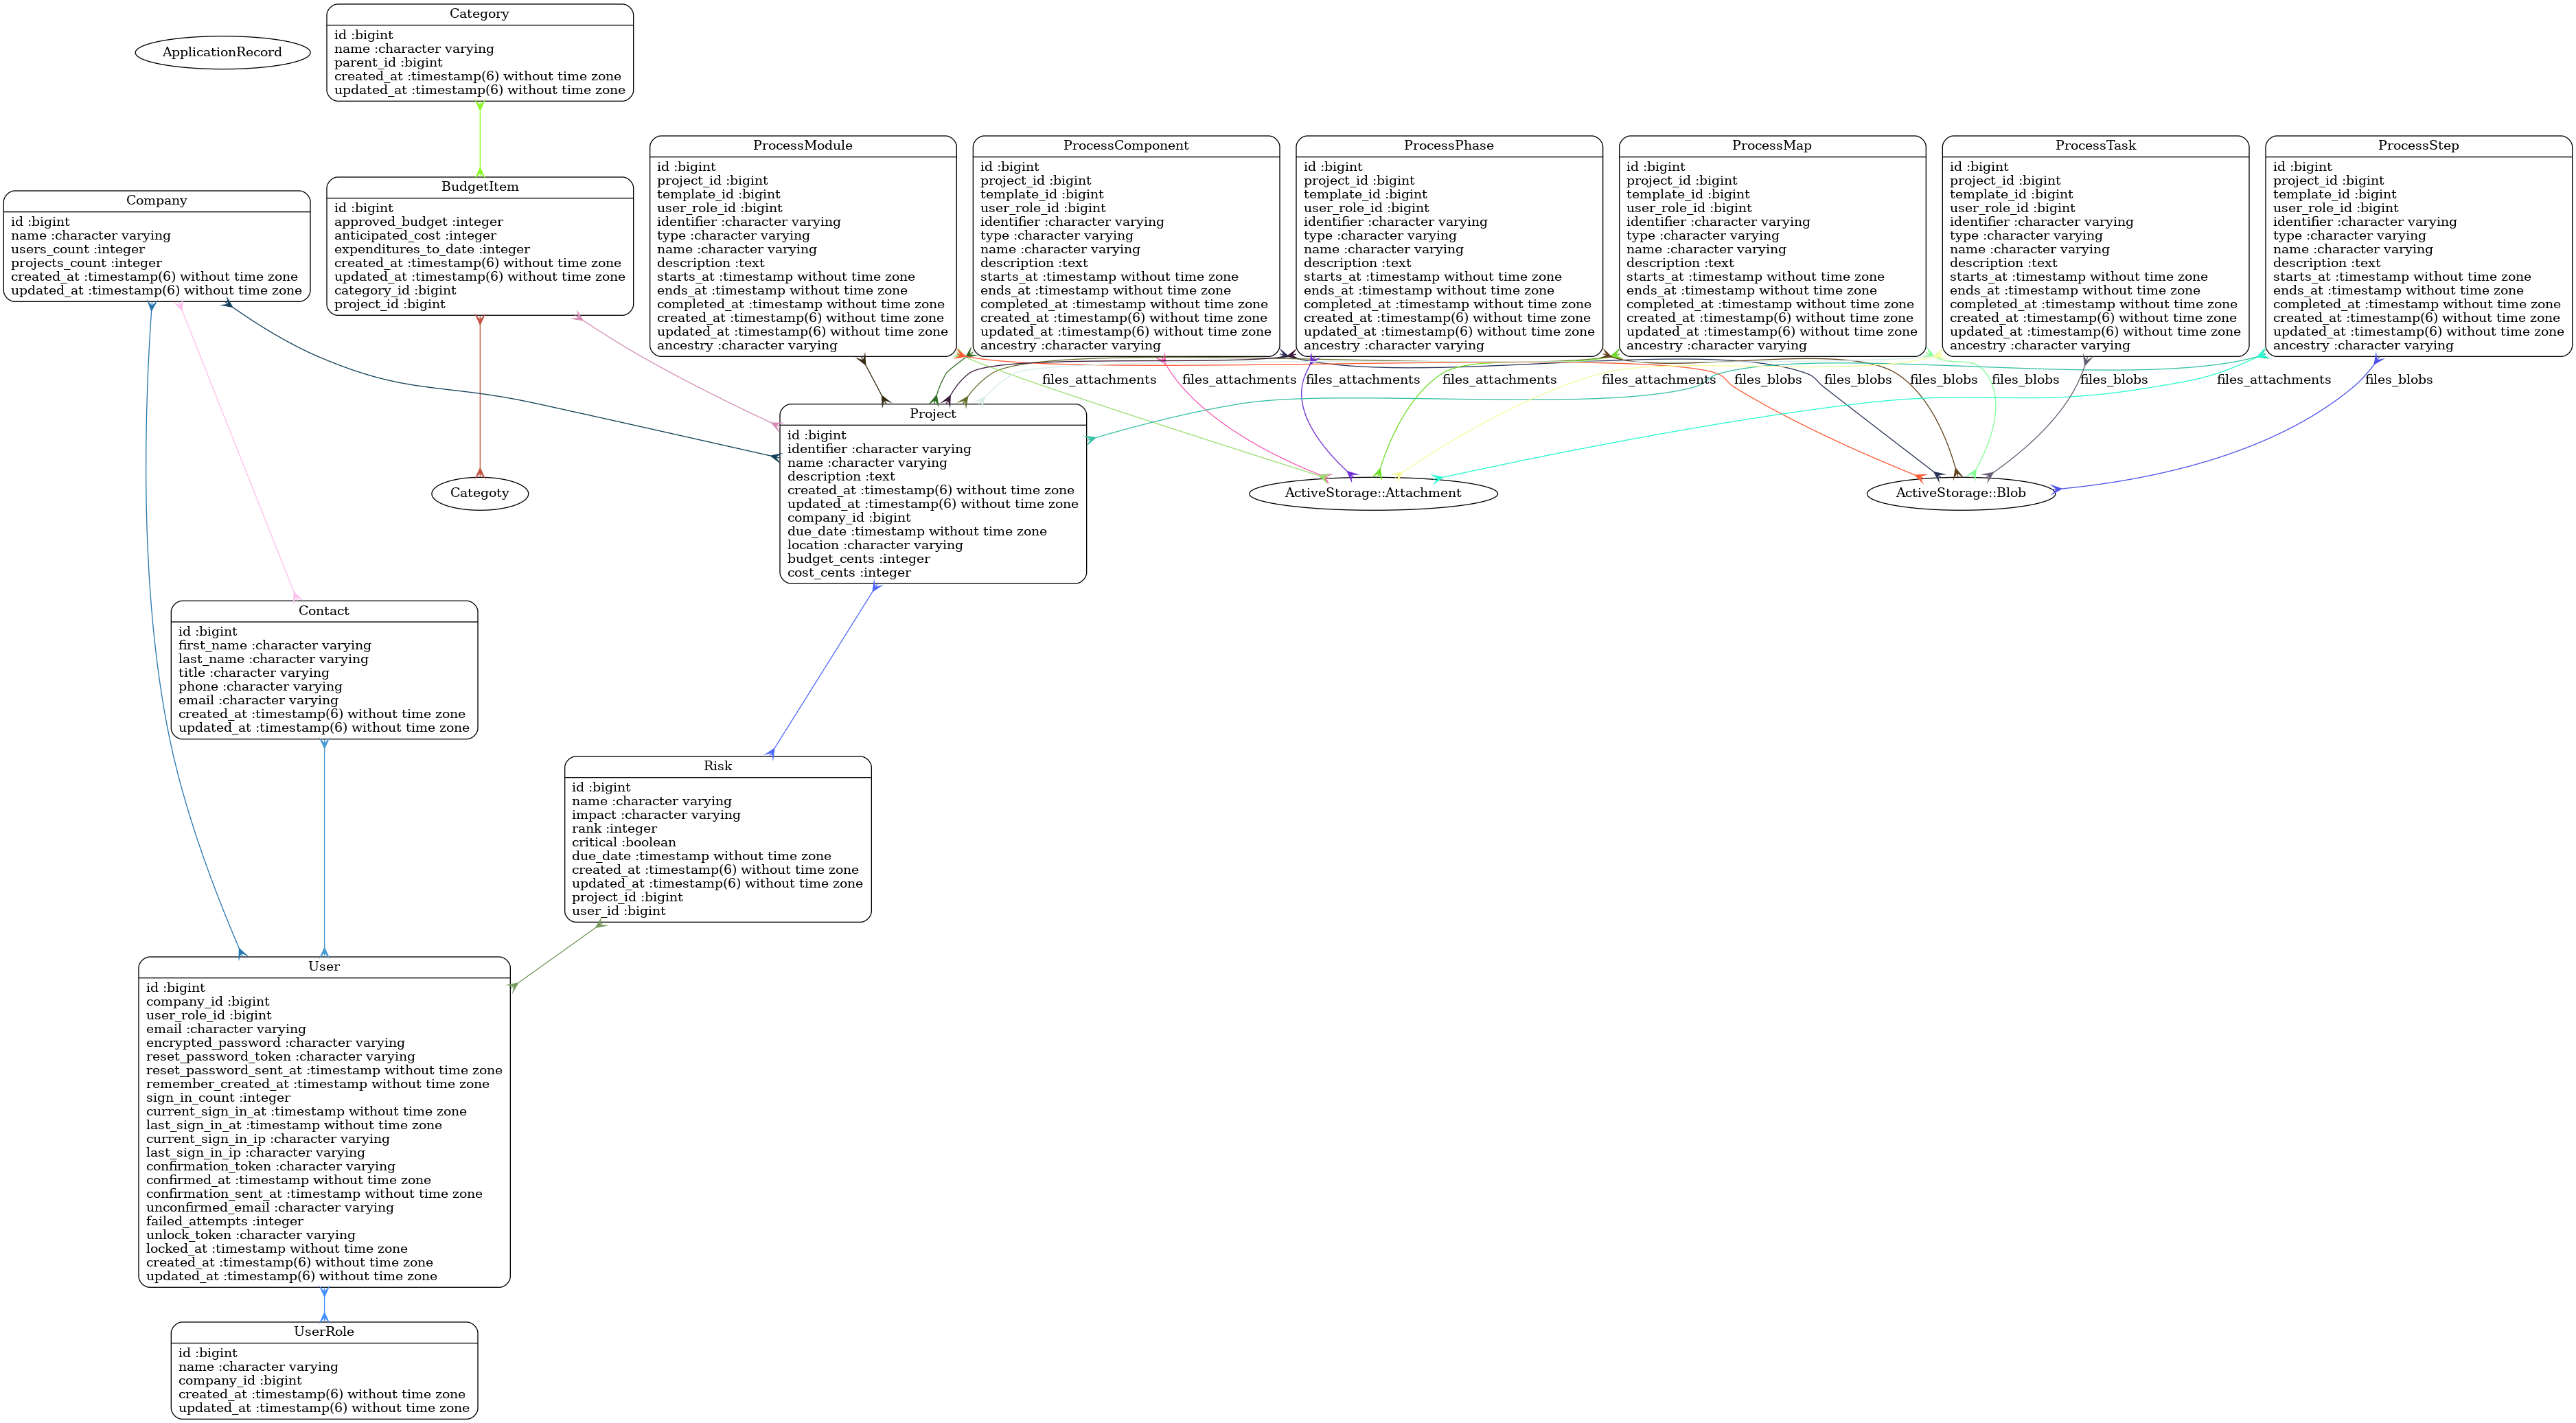 ApplicationRecord
Category
id :bigint
name :character varying
parent_id :bigint
created_at :timestamp(6) without time zone
updated_at :timestamp(6) without time zone
Company
id :bigint
name :character varying
users_count :integer
projects_count :integer
created_at :timestamp(6) without time zone
updated_at :timestamp(6) without time zone
BudgetItem
id :bigint
approved_budget :integer
anticipated_cost :integer
expenditures_to_date :integer
created_at :timestamp(6) without time zone
updated_at :timestamp(6) without time zone
category_id :bigint
project_id :bigint
ProcessModule
id :bigint
project_id :bigint
template_id :bigint
user_role_id :bigint
identifier :character varying
type :character varying
name :character varying
description :text
starts_at :timestamp without time zone
ends_at :timestamp without time zone
completed_at :timestamp without time zone
created_at :timestamp(6) without time zone
updated_at :timestamp(6) without time zone
ancestry :character varying
ProcessComponent
id :bigint
project_id :bigint
template_id :bigint
user_role_id :bigint
identifier :character varying
type :character varying
name :character varying
description :text
starts_at :timestamp without time zone
ends_at :timestamp without time zone
completed_at :timestamp without time zone
created_at :timestamp(6) without time zone
updated_at :timestamp(6) without time zone
ancestry :character varying
ProcessPhase
id :bigint
project_id :bigint
template_id :bigint
user_role_id :bigint
identifier :character varying
type :character varying
name :character varying
description :text
starts_at :timestamp without time zone
ends_at :timestamp without time zone
completed_at :timestamp without time zone
created_at :timestamp(6) without time zone
updated_at :timestamp(6) without time zone
ancestry :character varying
ProcessMap
id :bigint
project_id :bigint
template_id :bigint
user_role_id :bigint
identifier :character varying
type :character varying
name :character varying
description :text
starts_at :timestamp without time zone
ends_at :timestamp without time zone
completed_at :timestamp without time zone
created_at :timestamp(6) without time zone
updated_at :timestamp(6) without time zone
ancestry :character varying
ProcessTask
id :bigint
project_id :bigint
template_id :bigint
user_role_id :bigint
identifier :character varying
type :character varying
name :character varying
description :text
starts_at :timestamp without time zone
ends_at :timestamp without time zone
completed_at :timestamp without time zone
created_at :timestamp(6) without time zone
updated_at :timestamp(6) without time zone
ancestry :character varying
ProcessStep
id :bigint
project_id :bigint
template_id :bigint
user_role_id :bigint
identifier :character varying
type :character varying
name :character varying
description :text
starts_at :timestamp without time zone
ends_at :timestamp without time zone
completed_at :timestamp without time zone
created_at :timestamp(6) without time zone
updated_at :timestamp(6) without time zone
ancestry :character varying
files_attachments
files_attachments
files_attachments
files_attachments
files_attachments
files_blobs
files_blobs
files_blobs
files_blobs
files_blobs
files_attachments
files_blobs
Project
id :bigint
identifier :character varying
name :character varying
description :text
created_at :timestamp(6) without time zone
updated_at :timestamp(6) without time zone
company_id :bigint
due_date :timestamp without time zone
location :character varying
budget_cents :integer
cost_cents :integer
Categoty
ActiveStorage::Attachment
ActiveStorage::Blob
Contact
id :bigint
first_name :character varying
last_name :character varying
title :character varying
phone :character varying
email :character varying
created_at :timestamp(6) without time zone
updated_at :timestamp(6) without time zone
Risk
id :bigint
name :character varying
impact :character varying
rank :integer
critical :boolean
due_date :timestamp without time zone
created_at :timestamp(6) without time zone
updated_at :timestamp(6) without time zone
project_id :bigint
user_id :bigint
User
id :bigint
company_id :bigint
user_role_id :bigint
email :character varying
encrypted_password :character varying
reset_password_token :character varying
reset_password_sent_at :timestamp without time zone
remember_created_at :timestamp without time zone
sign_in_count :integer
current_sign_in_at :timestamp without time zone
last_sign_in_at :timestamp without time zone
current_sign_in_ip :character varying
last_sign_in_ip :character varying
confirmation_token :character varying
confirmed_at :timestamp without time zone
confirmation_sent_at :timestamp without time zone
unconfirmed_email :character varying
failed_attempts :integer
unlock_token :character varying
locked_at :timestamp without time zone
created_at :timestamp(6) without time zone
updated_at :timestamp(6) without time zone
UserRole
id :bigint
name :character varying
company_id :bigint
created_at :timestamp(6) without time zone
updated_at :timestamp(6) without time zone